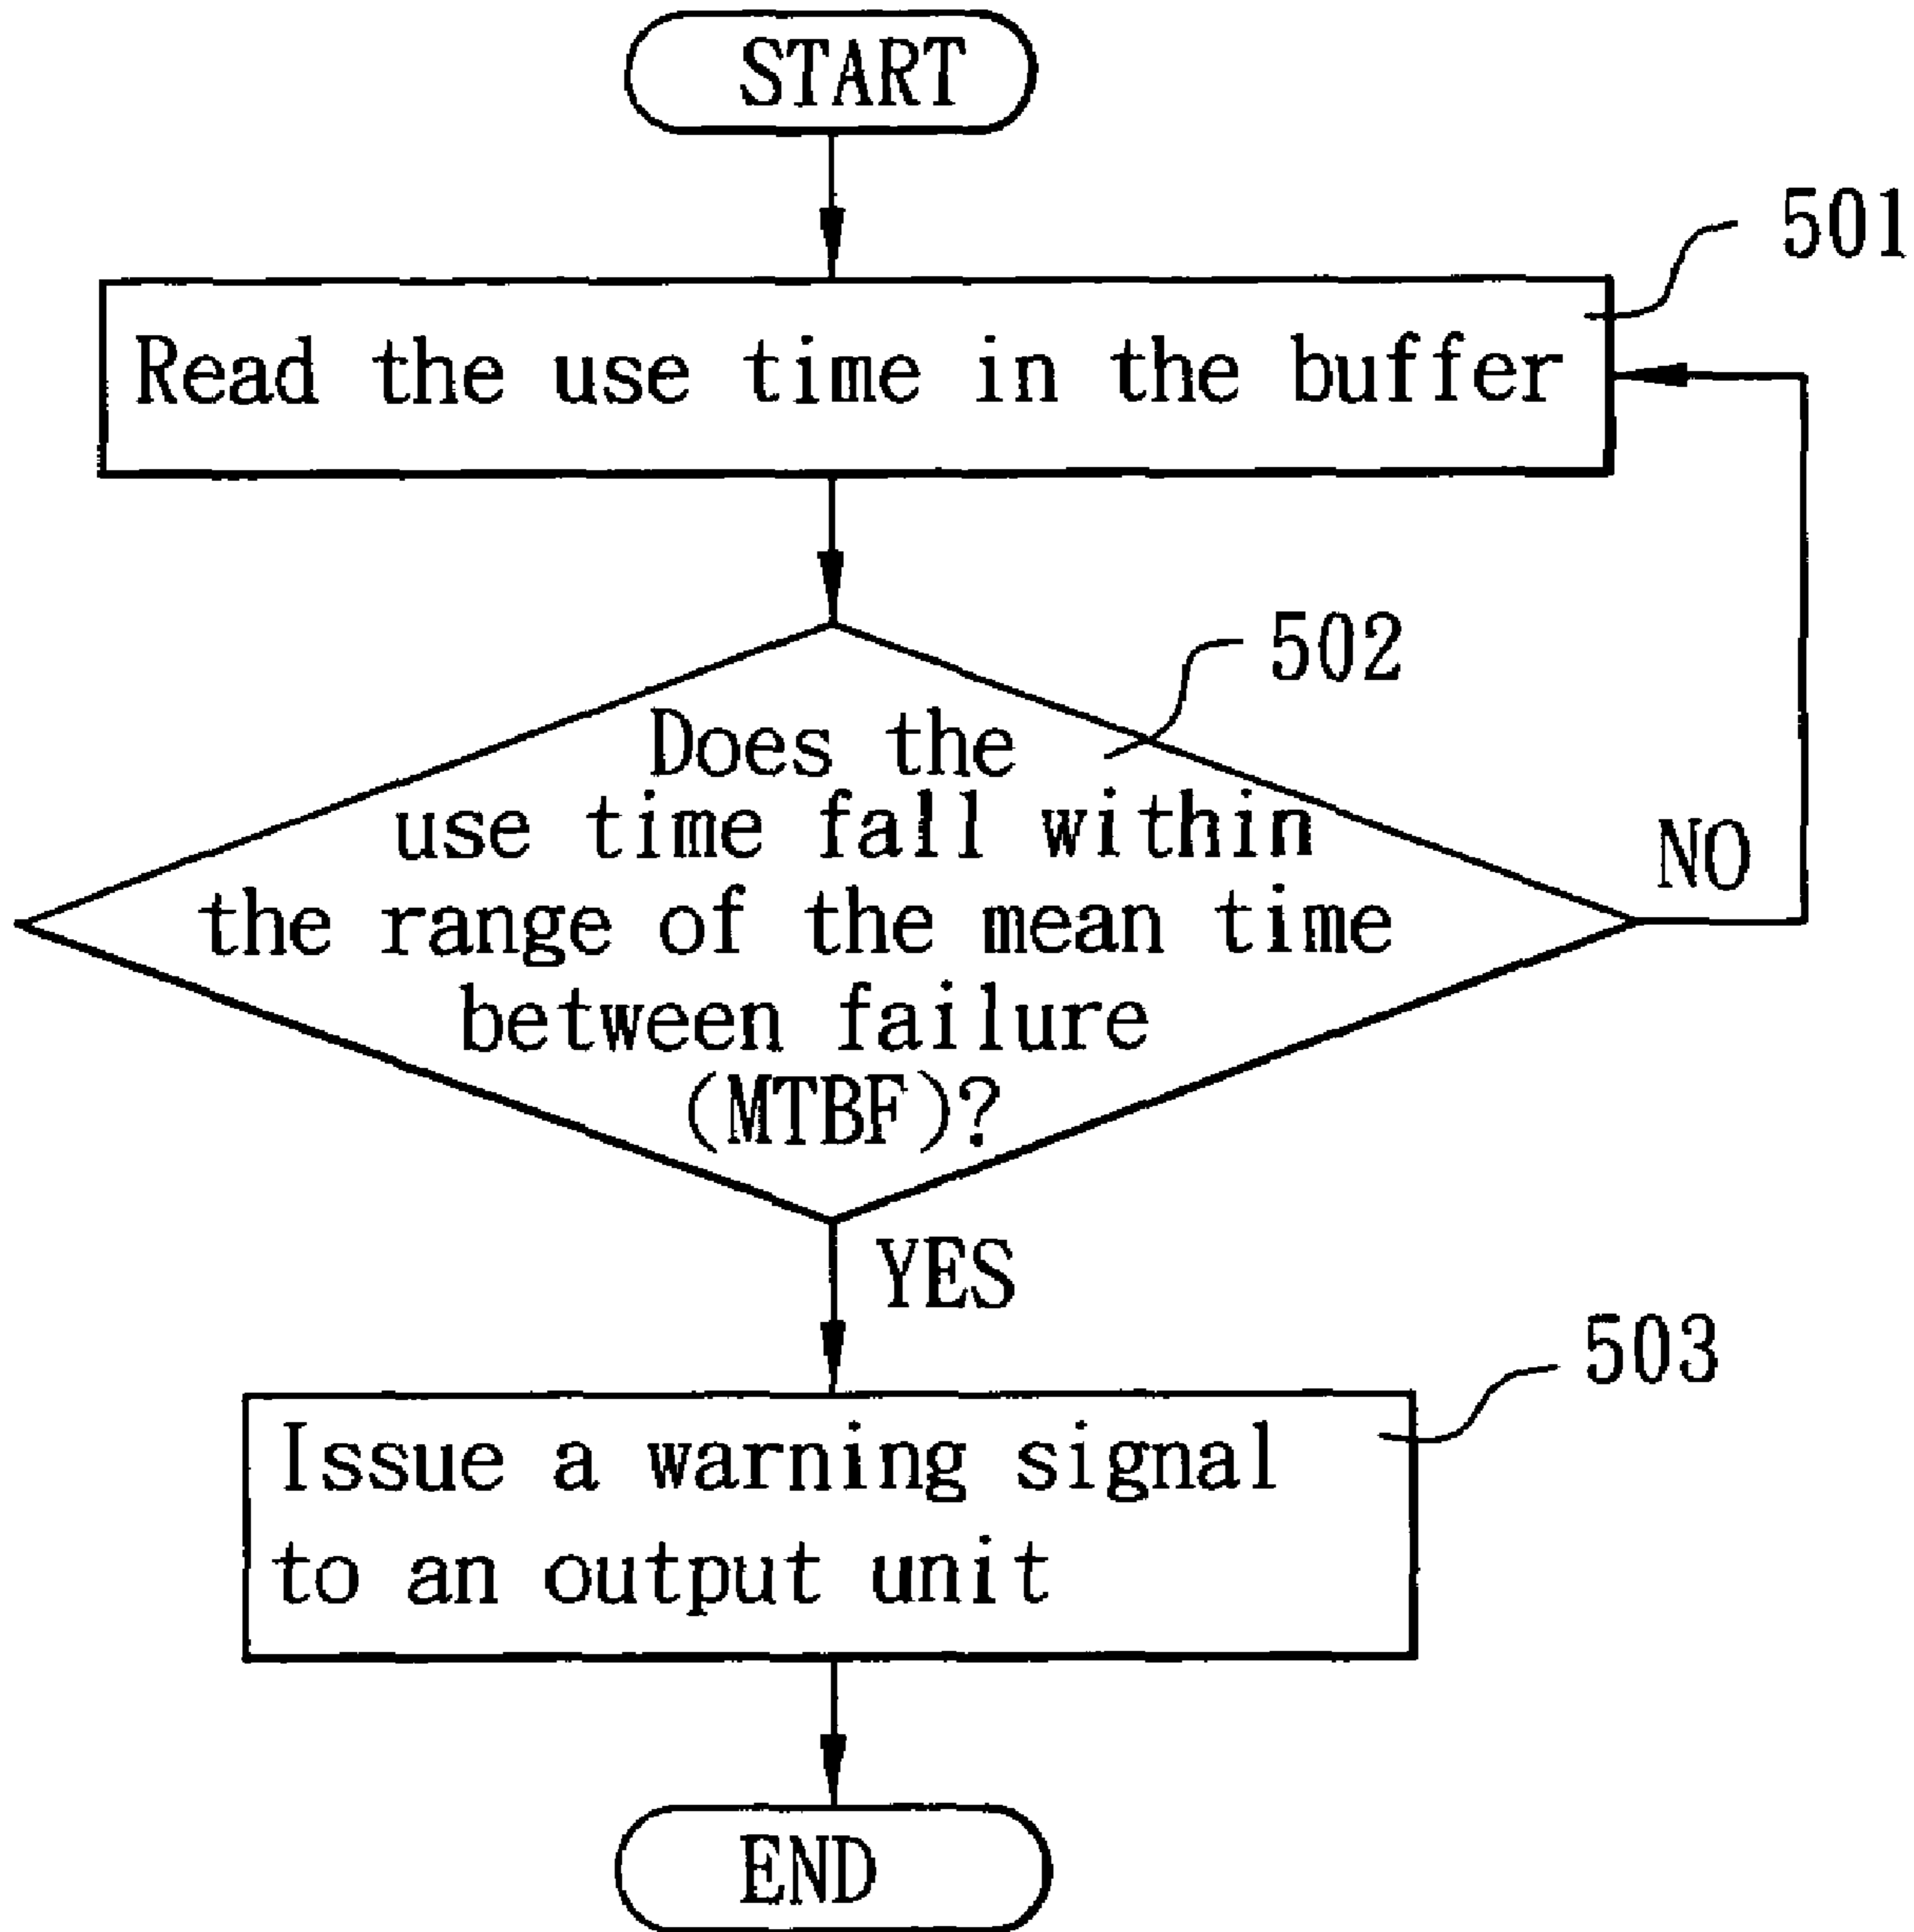 START
501
Read the use time in the buffer
502
Does the
use time fall within
the range of the mean time
between failure
(MTBF)?
NO
YES
503
Issue a warning signal
to an output unit
END